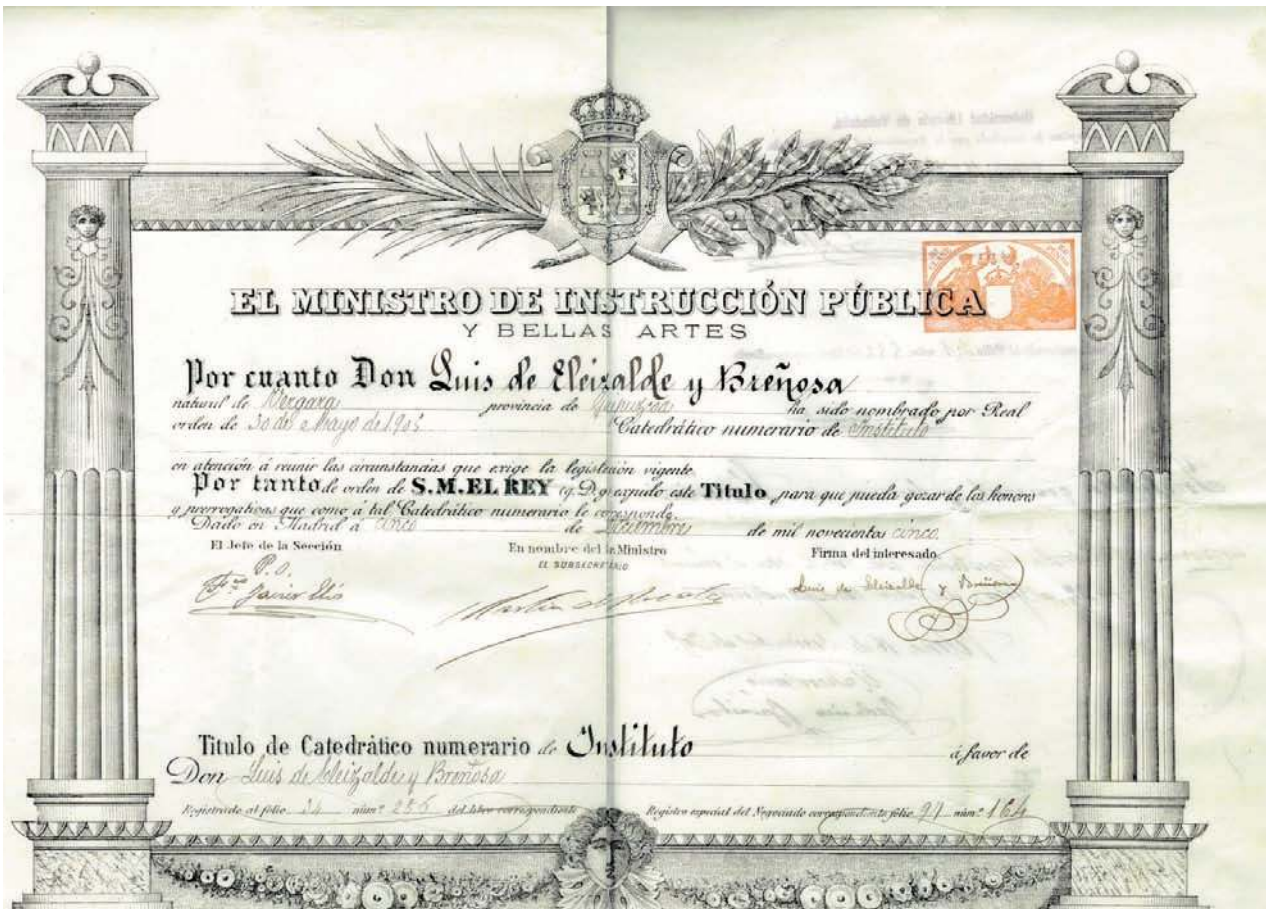 EL MINISTRO DE INSTRUCCIÓN PÚBLICA
Y BELLAS ARTES
Por cuanto Don Luis de Eleizalde y Breñosa
natural de Vergara provincia de Guipuzcoa ha sido nombrado por Real
orden de 30 de Mayo de 1905 Catedrático numerario de Instituto
en atención á reunir las circunstancias que exige la legislación vigente.
Por tanto de orden de S.M. EL REY (q. D. g.) expido este Título, para que pueda gozar de los honores
y prerrogativas que como á tal Catedrático numerario le corresponde.
Dado en Madrid á cinco de Diciembre de mil novecientos cinco.
El Jefe de la Sección En nombre del Ministro Firma del interesado
EL SUBSECRETARIO
P.O.
Luis de Eleizalde y Breñosa
Título de Catedrático numerario de Instituto á favor de
Don Luis de Eleizalde y Breñosa
Registrado al folio 34 núm.º 256 del libro correspondiente Registro especial del Negociado correspondiente folio 97 núm.º 164